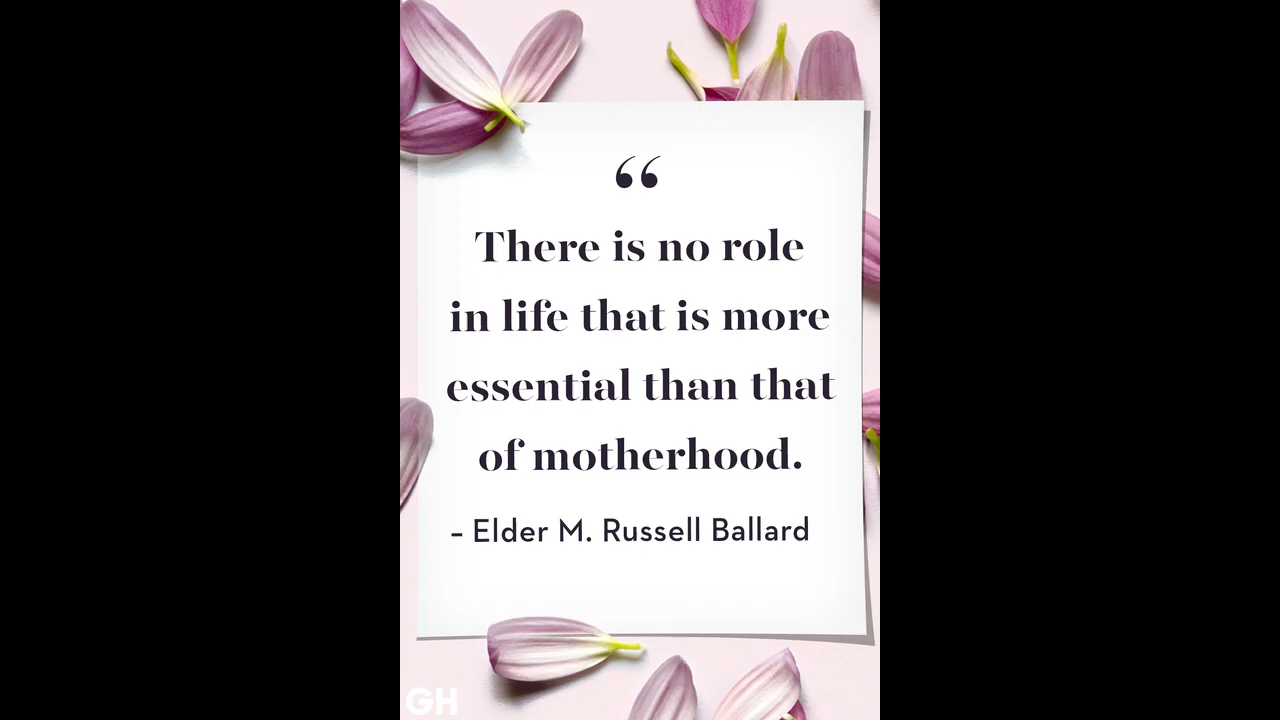 “
There is no role
in life that is more
essential than that
of motherhood.
– Elder M. Russell Ballard
GH